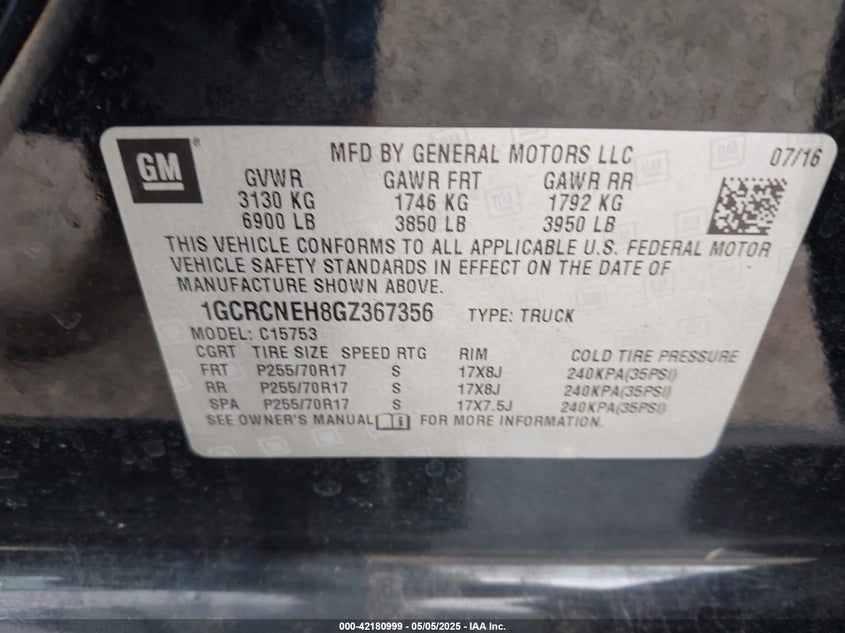 GM
MFD BY GENERAL MOTORS LLC 07/16
GVWR GAWR FRT GAWR RR
3130 KG 1746 KG 1792 KG
6900 LB 3850 LB 3950 LB
THIS VEHICLE CONFORMS TO ALL APPLICABLE U.S. FEDERAL MOTOR
VEHICLE SAFETY STANDARDS IN EFFECT ON THE DATE OF
MANUFACTURE SHOWN ABOVE.
1GCRCNEH8GZ367356 TYPE: TRUCK
MODEL: C15753
CGRT TIRE SIZE SPEED RTG RIM COLD TIRE PRESSURE
FRT P255/70R17 S 17X8J 240KPA(35PSI)
RR P255/70R17 S 17X8J 240KPA(35PSI)
SPA P255/70R17 S 17X7.5J 240KPA(35PSI)
SEE OWNER'S MANUAL FOR MORE INFORMATION.
000-42180999 - 05/05/2025 - IAA Inc.